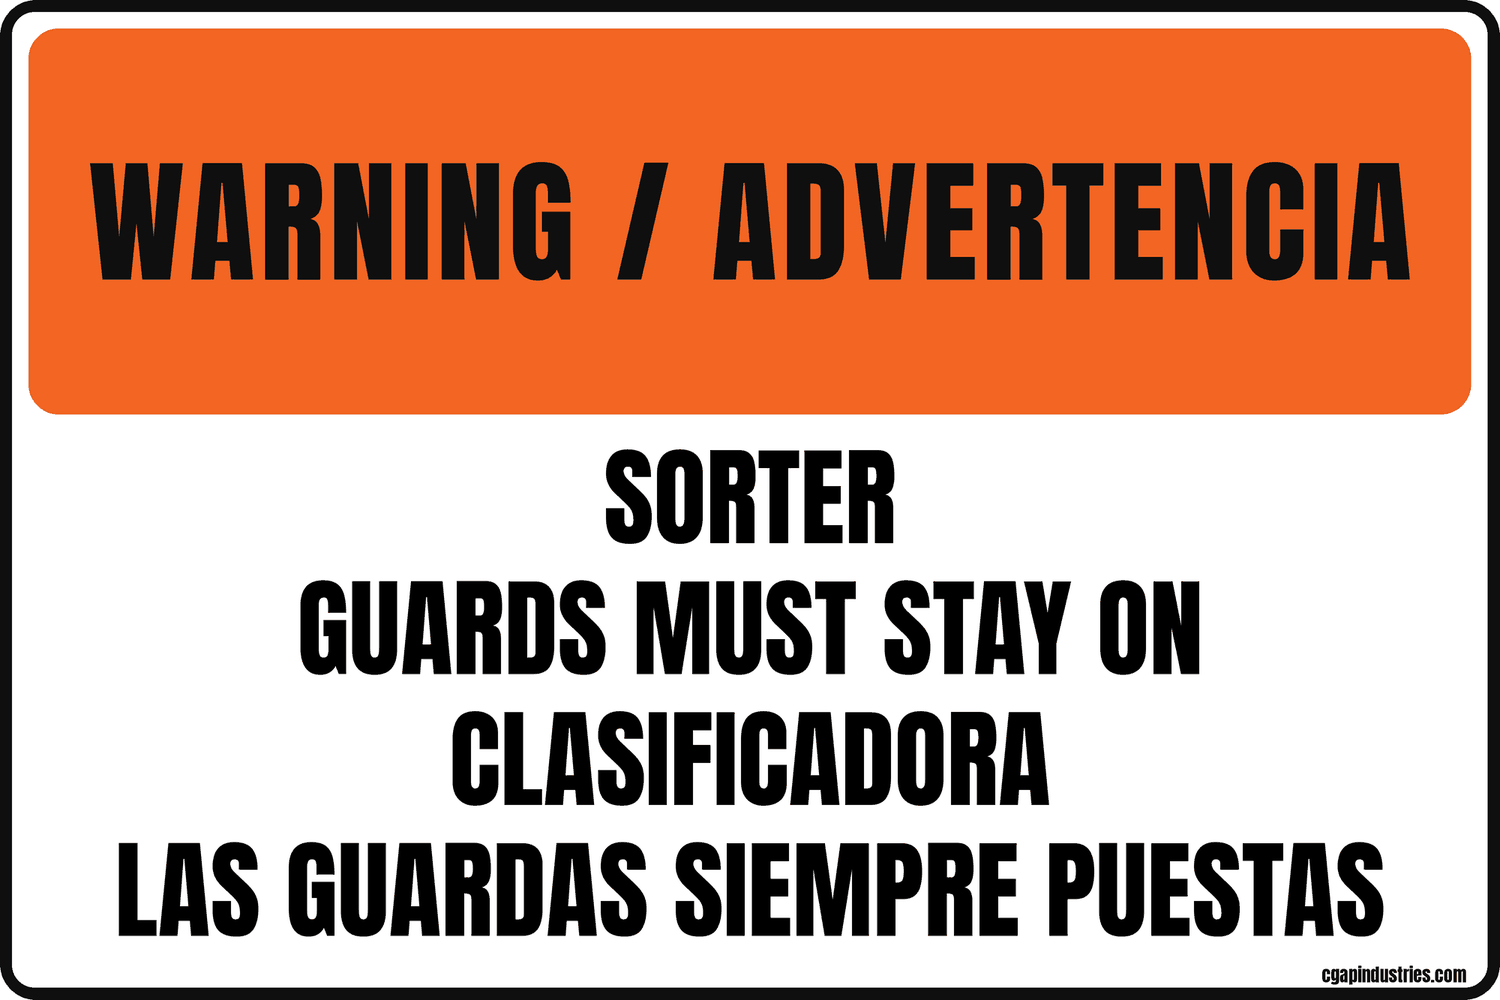 WARNING / ADVERTENCIA
SORTER
GUARDS MUST STAY ON
CLASIFICADORA
LAS GUARDAS SIEMPRE PUESTAS
cgapindustries.com